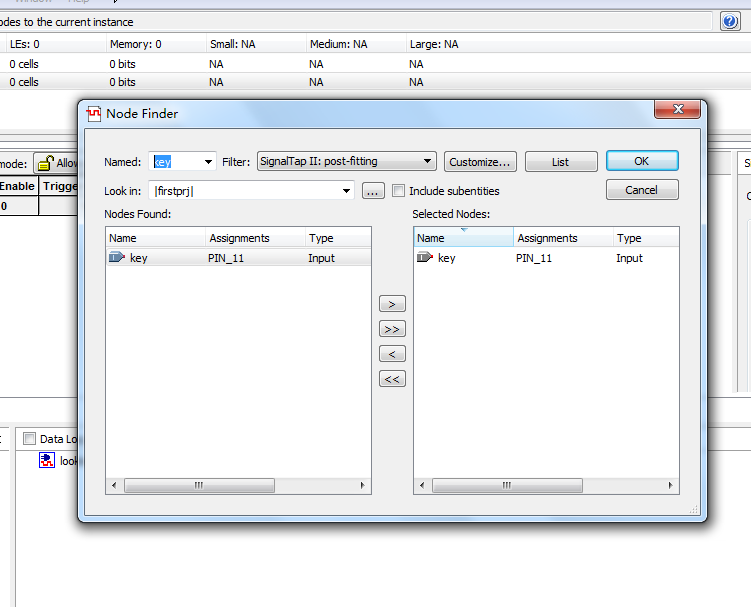 odes to the current instance
LEs: 0 Memory: 0 Small: NA Medium: NA Large: NA
0 cells 0 bits NA NA NA
0 cells 0 bits NA NA NA
Node Finder
mode: Allow
Enable Trigge
0
Named: key Filter: SignalTap II: post-fitting Customize... List OK
Look in: |firstprj| ... Include subentities Cancel
Nodes Found: Selected Nodes:
Name Assignments Type Name Assignments Type
key PIN_11 Input key PIN_11 Input
>
>>
<
<<
Data Lo
look